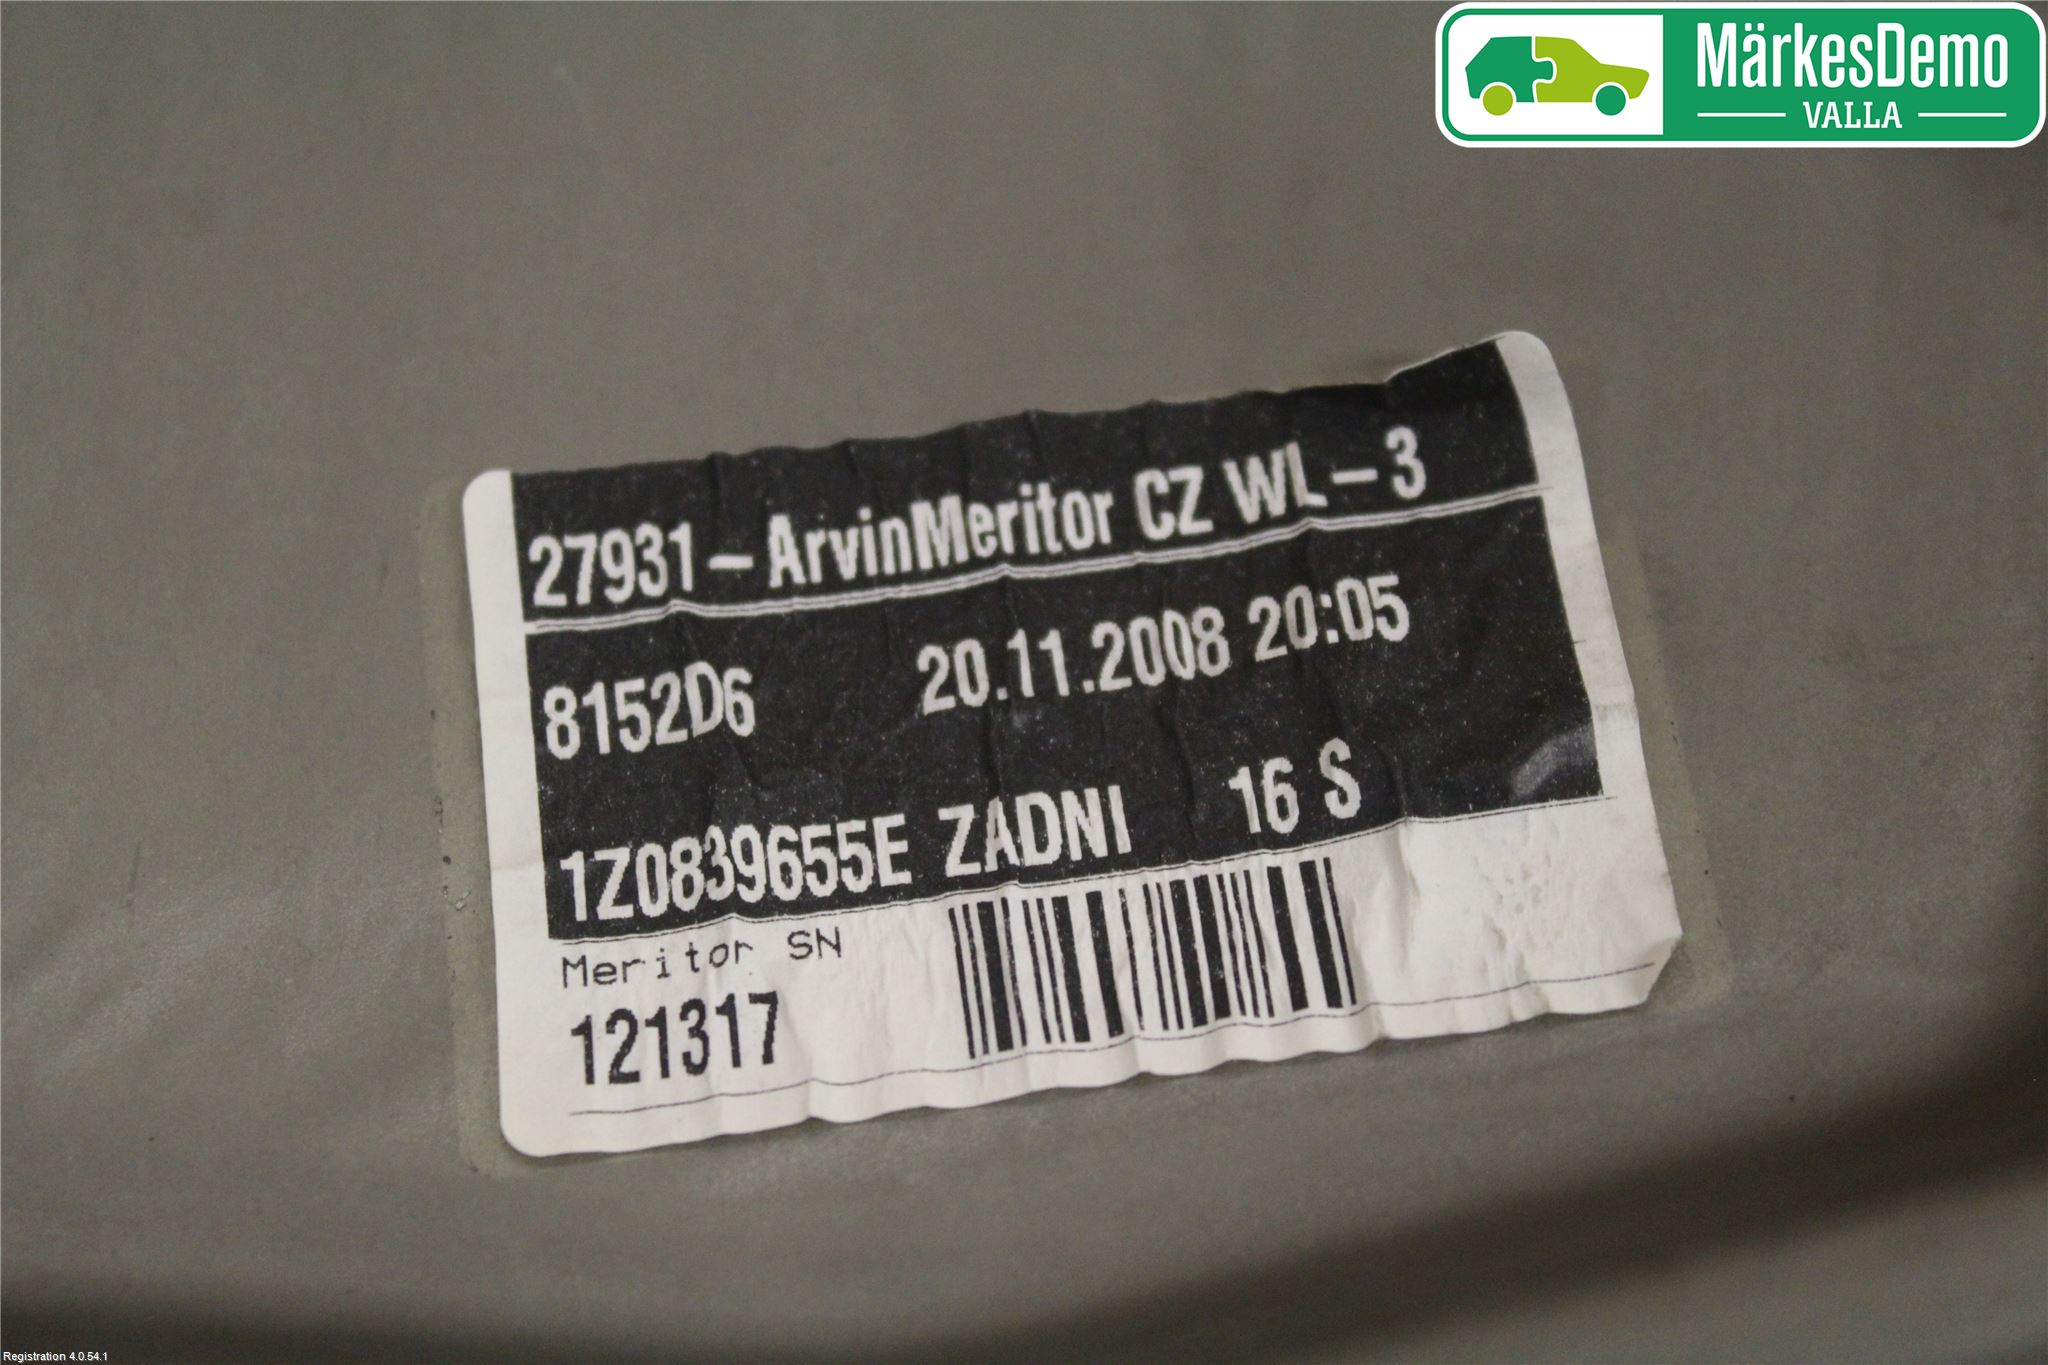 MärkesDemo
VALLA
27931-ArvinMeritor CZ WL-3
8152D6 20.11.2008 20:05
1Z0839655E ZADNI 16 S
Meritor SN
121317
Registration 4.0.54.1